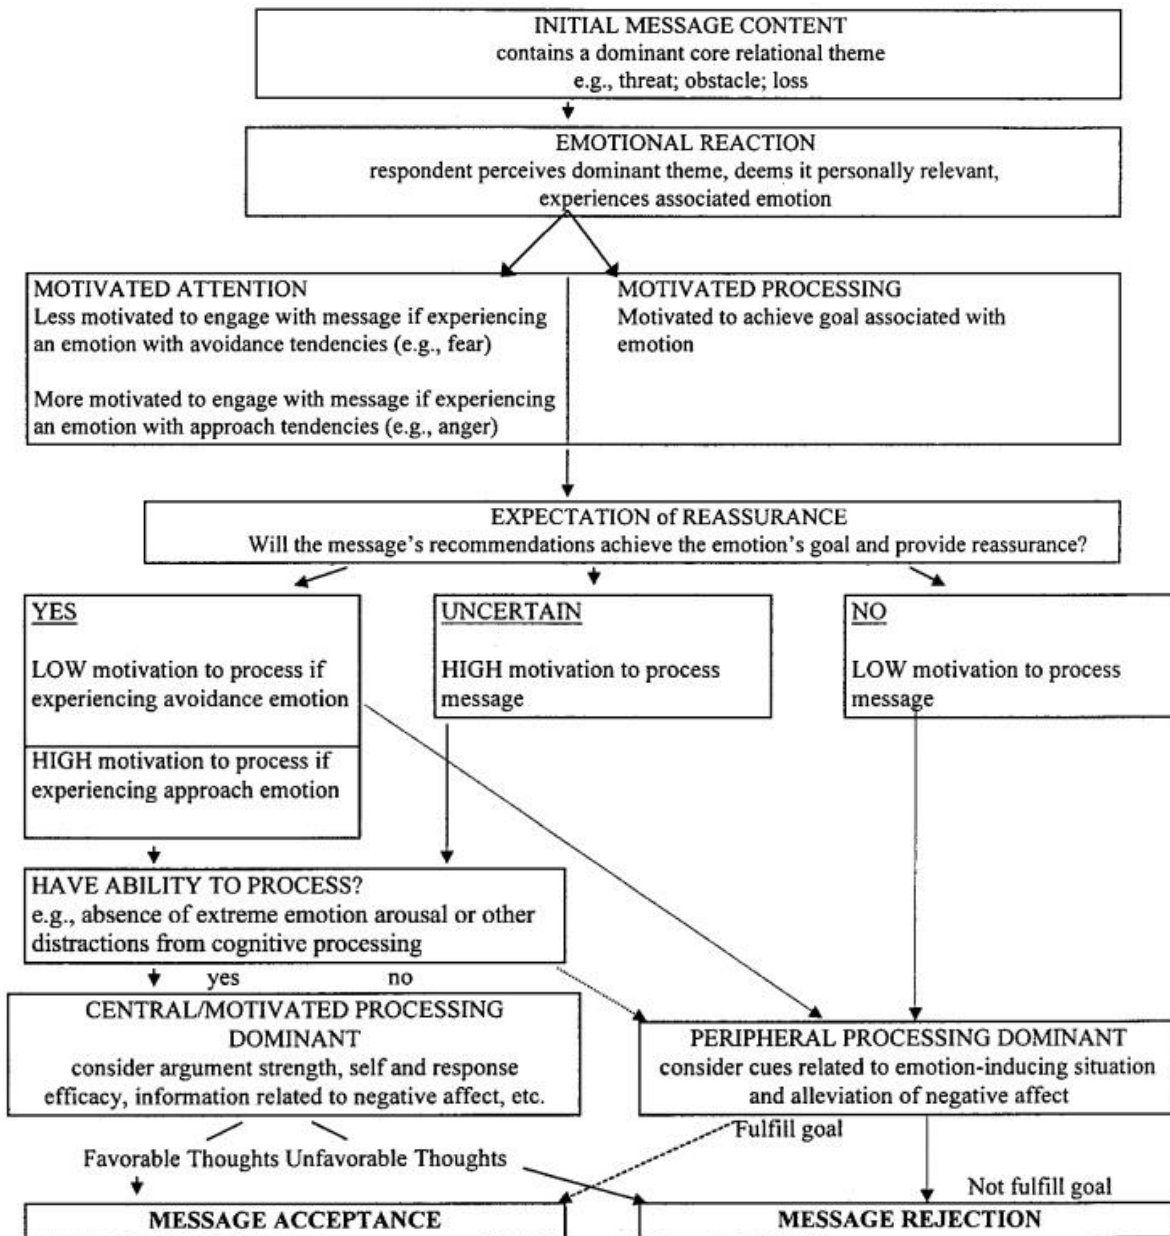 INITIAL MESSAGE CONTENT
contains a dominant core relational theme
e.g., threat; obstacle; loss
EMOTIONAL REACTION
respondent perceives dominant theme, deems it personally relevant,
experiences associated emotion
MOTIVATED ATTENTION
Less motivated to engage with message if experiencing
an emotion with avoidance tendencies (e.g., fear)
More motivated to engage with message if experiencing
an emotion with approach tendencies (e.g., anger)
MOTIVATED PROCESSING
Motivated to achieve goal associated with
emotion
EXPECTATION of REASSURANCE
Will the message's recommendations achieve the emotion's goal and provide reassurance?
YES
LOW motivation to process if
experiencing avoidance emotion
HIGH motivation to process if
experiencing approach emotion
UNCERTAIN
HIGH motivation to process
message
NO
LOW motivation to process
message
HAVE ABILITY TO PROCESS?
e.g., absence of extreme emotion arousal or other
distractions from cognitive processing
yes no
CENTRAL/MOTIVATED PROCESSING
DOMINANT
consider argument strength, self and response
efficacy, information related to negative affect, etc.
PERIPHERAL PROCESSING DOMINANT
consider cues related to emotion-inducing situation
and alleviation of negative affect
Fulfill goal
Favorable Thoughts Unfavorable Thoughts
Not fulfill goal
MESSAGE ACCEPTANCE
MESSAGE REJECTION